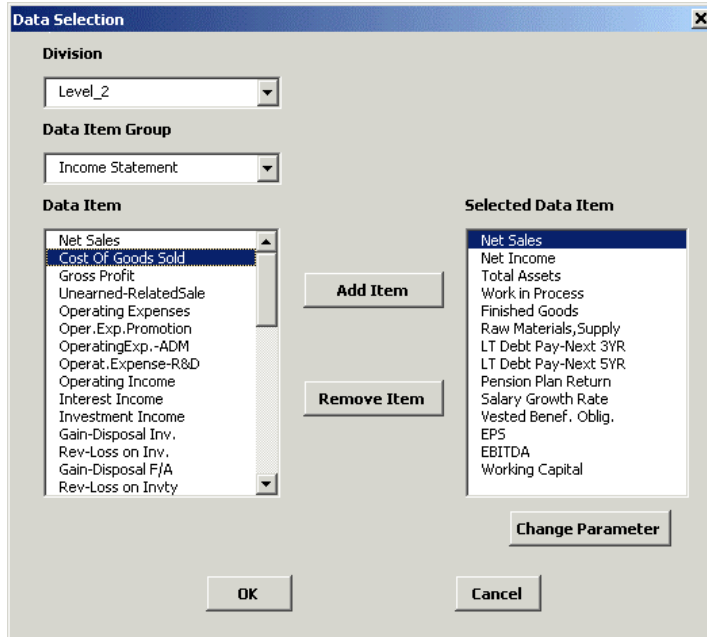 Data Selection
Division
Level_2
Data Item Group
Income Statement
Data Item
Net Sales
Cost Of Goods Sold
Gross Profit
Unearned-RelatedSale
Operating Expenses
Oper.Exp.Promotion
OperatingExp.-ADM
Operat.Expense-R&D
Operating Income
Interest Income
Investment Income
Gain-Disposal Inv.
Rev-Loss on Inv.
Gain-Disposal F/A
Rev-Loss on Invty
Add Item
Remove Item
Selected Data Item
Net Sales
Net Income
Total Assets
Work in Process
Finished Goods
Raw Materials,Supply
LT Debt Pay-Next 3YR
LT Debt Pay-Next 5YR
Pension Plan Return
Salary Growth Rate
Vested Benef. Oblig.
EPS
EBITDA
Working Capital
Change Parameter
OK
Cancel